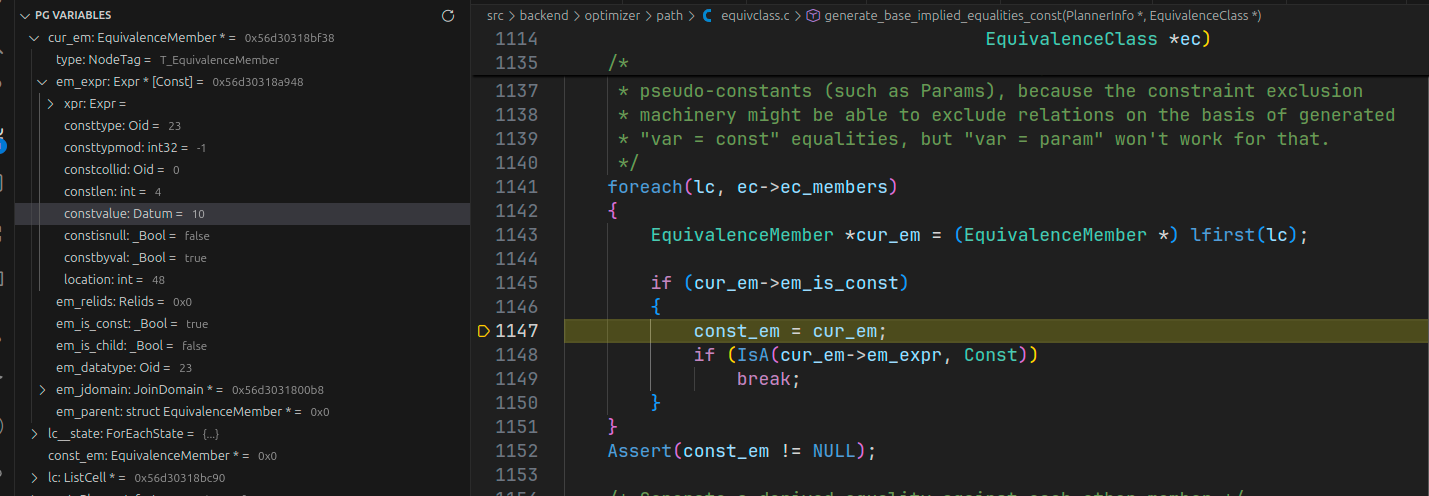 PG VARIABLES
cur_em: EquivalenceMember * = 0x56d30318bf38
type: NodeTag = T_EquivalenceMember
em_expr: Expr * [Const] = 0x56d30318a948
xpr: Expr =
consttype: Oid = 23
consttypmod: int32 = -1
constcollid: Oid = 0
constlen: int = 4
constvalue: Datum = 10
constisnull: _Bool = false
constbyval: _Bool = true
location: int = 48
em_relids: Relids = 0x0
em_is_const: _Bool = true
em_is_child: _Bool = false
em_datatype: Oid = 23
em_jdomain: JoinDomain * = 0x56d3031800b8
em_parent: struct EquivalenceMember * = 0x0
lc__state: ForEachState = {...}
const_em: EquivalenceMember * = 0x0
lc: ListCell * = 0x56d30318bc90
src > backend > optimizer > path > equivclass.c > generate_base_implied_equalities_const(PlannerInfo *, EquivalenceClass *)
1114 EquivalenceClass *ec)
1135 /*
1137 * pseudo-constants (such as Params), because the constraint exclusion
1138 * machinery might be able to exclude relations on the basis of generated
1139 * "var = const" equalities, but "var = param" won't work for that.
1140 */
1141 foreach(lc, ec->ec_members)
1142 {
1143 EquivalenceMember *cur_em = (EquivalenceMember *) lfirst(lc);
1144
1145 if (cur_em->em_is_const)
1146 {
1147 const_em = cur_em;
1148 if (IsA(cur_em->em_expr, Const))
1149 break;
1150 }
1151 }
1152 Assert(const_em != NULL);
1153